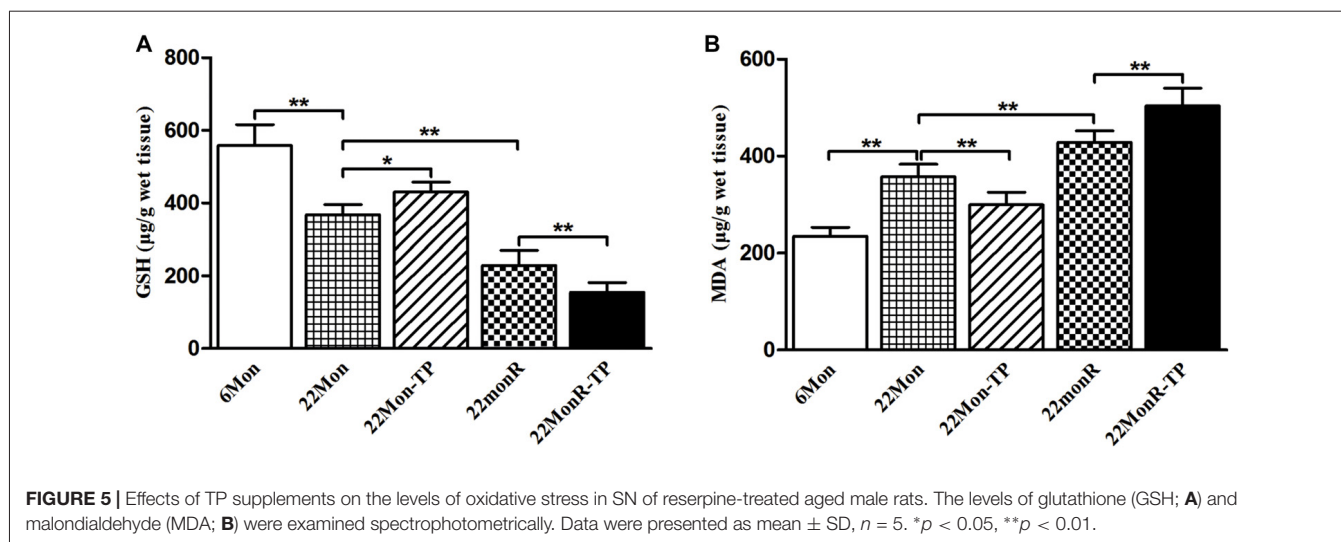 A
GSH (µg/g wet tissue)
800
600
400
200
0
**
**
*
**
6Mon
22Mon
22Mon-TP
22monR
22MonR-TP
B
MDA (µg/g wet tissue)
600
400
200
0
**
**
**
**
6Mon
22Mon
22Mon-TP
22monR
22MonR-TP
FIGURE 5 | Effects of TP supplements on the levels of oxidative stress in SN of reserpine-treated aged male rats. The levels of glutathione (GSH; A) and
malondialdehyde (MDA; B) were examined spectrophotometrically. Data were presented as mean ± SD, n = 5. *p < 0.05, **p < 0.01.